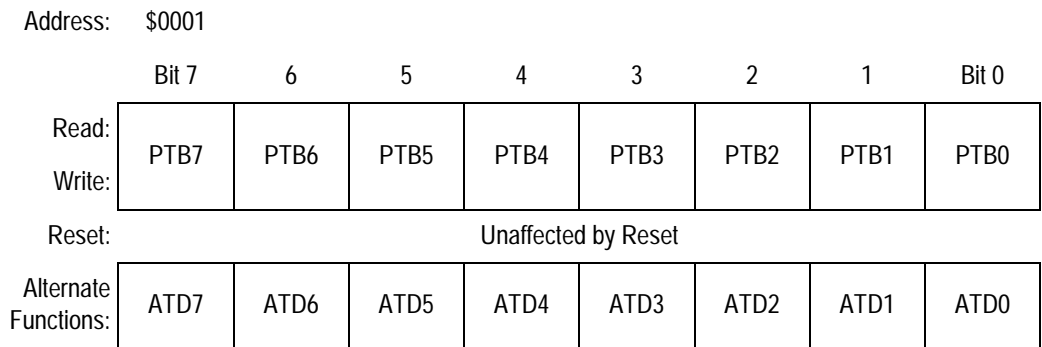 Address: $0001
Bit 7 6 5 4 3 2 1 Bit 0
Read:
PTB7 PTB6 PTB5 PTB4 PTB3 PTB2 PTB1 PTB0
Write:
Reset: Unaffected by Reset
Alternate
Functions: ATD7 ATD6 ATD5 ATD4 ATD3 ATD2 ATD1 ATD0